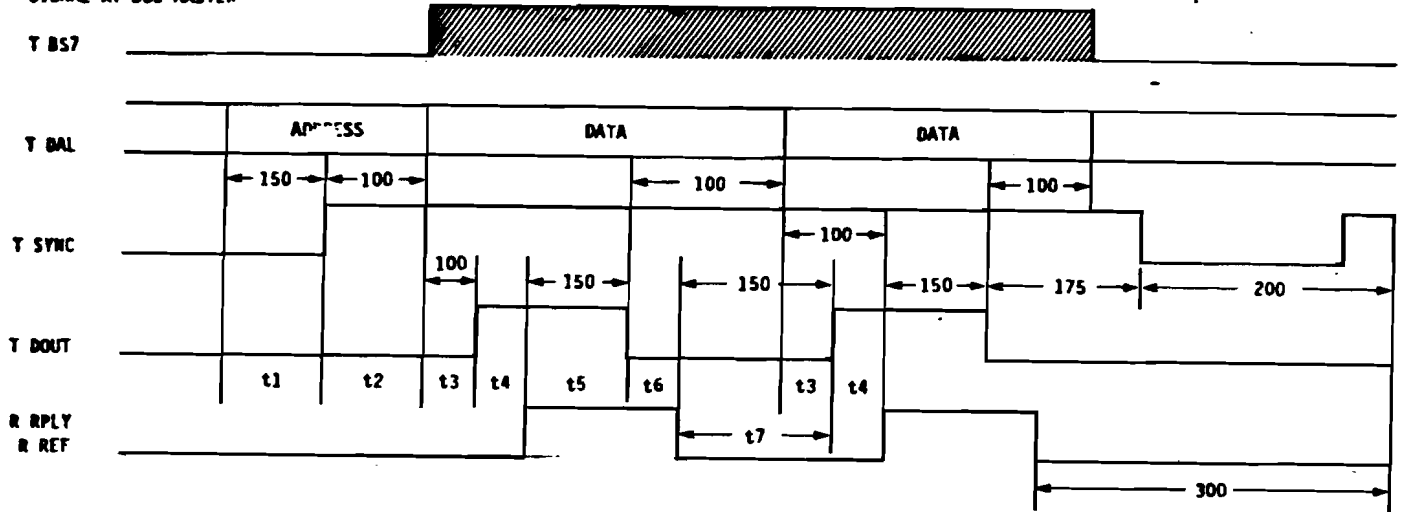 T BS7
ADDRESS DATA DATA
T DAL
150 100 100 100
T SYNC
100
100 150 150 150 175 200
T DOUT
t1 t2 t3 t4 t5 t6 t3 t4
R RPLY
R REF
t7
300